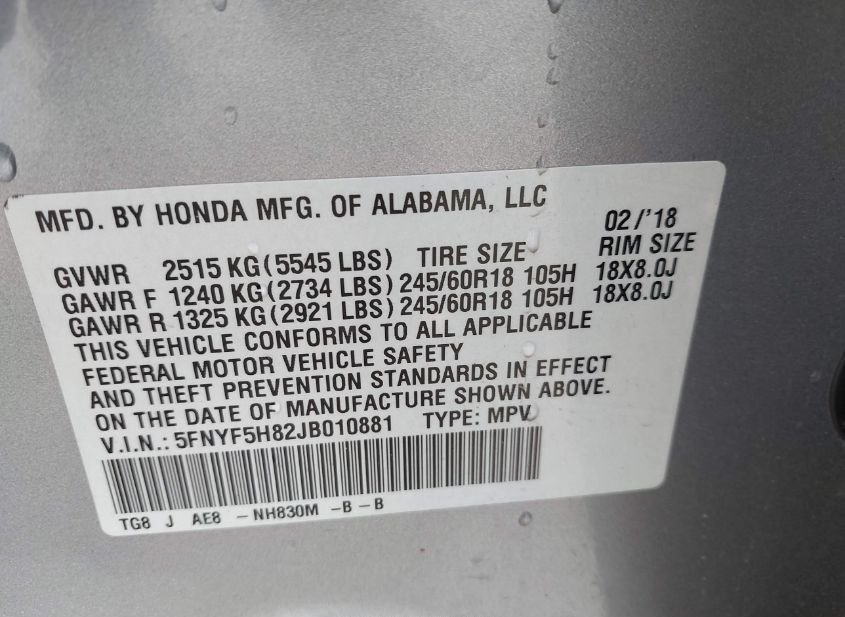 MFD. BY HONDA MFG. OF ALABAMA, LLC 02/'18
GVWR 2515 KG (5545 LBS) TIRE SIZE RIM SIZE
GAWR F 1240 KG (2734 LBS) 245/60R18 105H 18X8.0J
GAWR R 1325 KG (2921 LBS) 245/60R18 105H 18X8.0J
THIS VEHICLE CONFORMS TO ALL APPLICABLE
FEDERAL MOTOR VEHICLE SAFETY
AND THEFT PREVENTION STANDARDS IN EFFECT
ON THE DATE OF MANUFACTURE SHOWN ABOVE.
V.I.N.: 5FNYF5H82JB010881 TYPE: MPV
TG8 J AE8 -NH830M -B-B